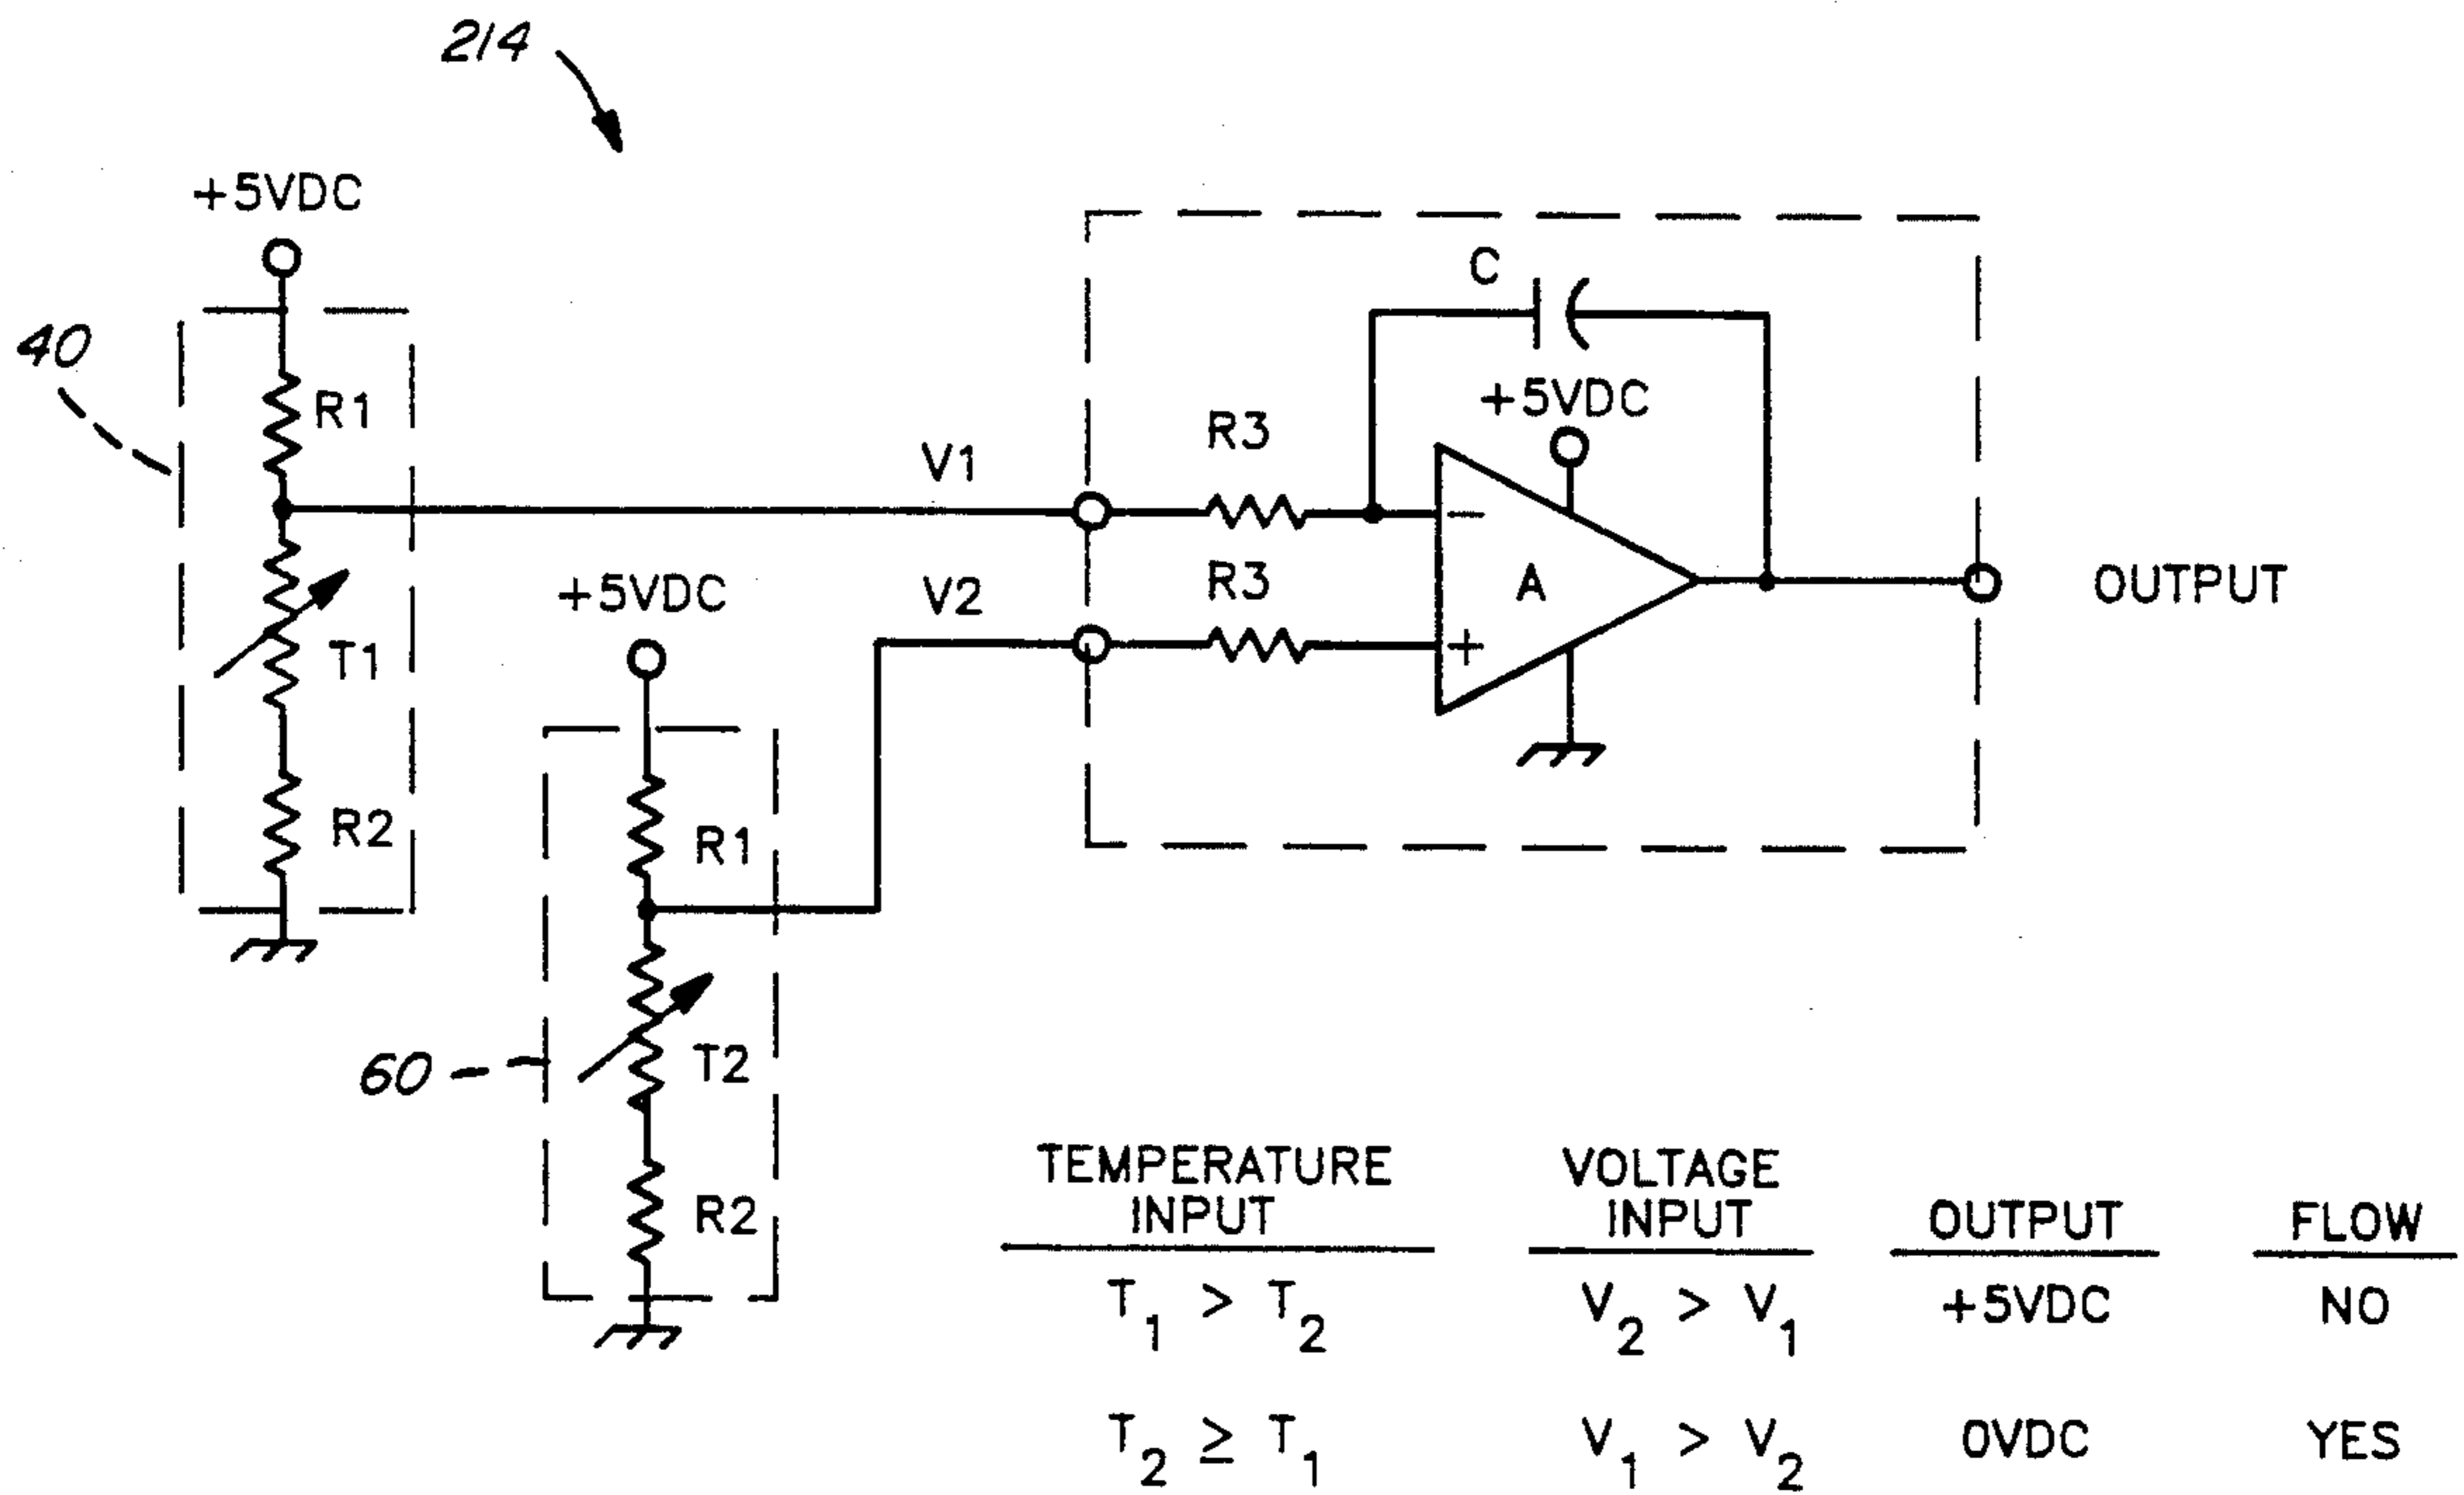 214
+5VDC
40
R1
T1
R2
+5VDC
60
R1
T2
R2
V1
V2
R3
R3
C
+5VDC
−
A
+
OUTPUT
TEMPERATURE INPUT
VOLTAGE INPUT
OUTPUT
FLOW
T1 > T2
V2 > V1
+5VDC
NO
T2 ≥ T1
V1 > V2
0VDC
YES